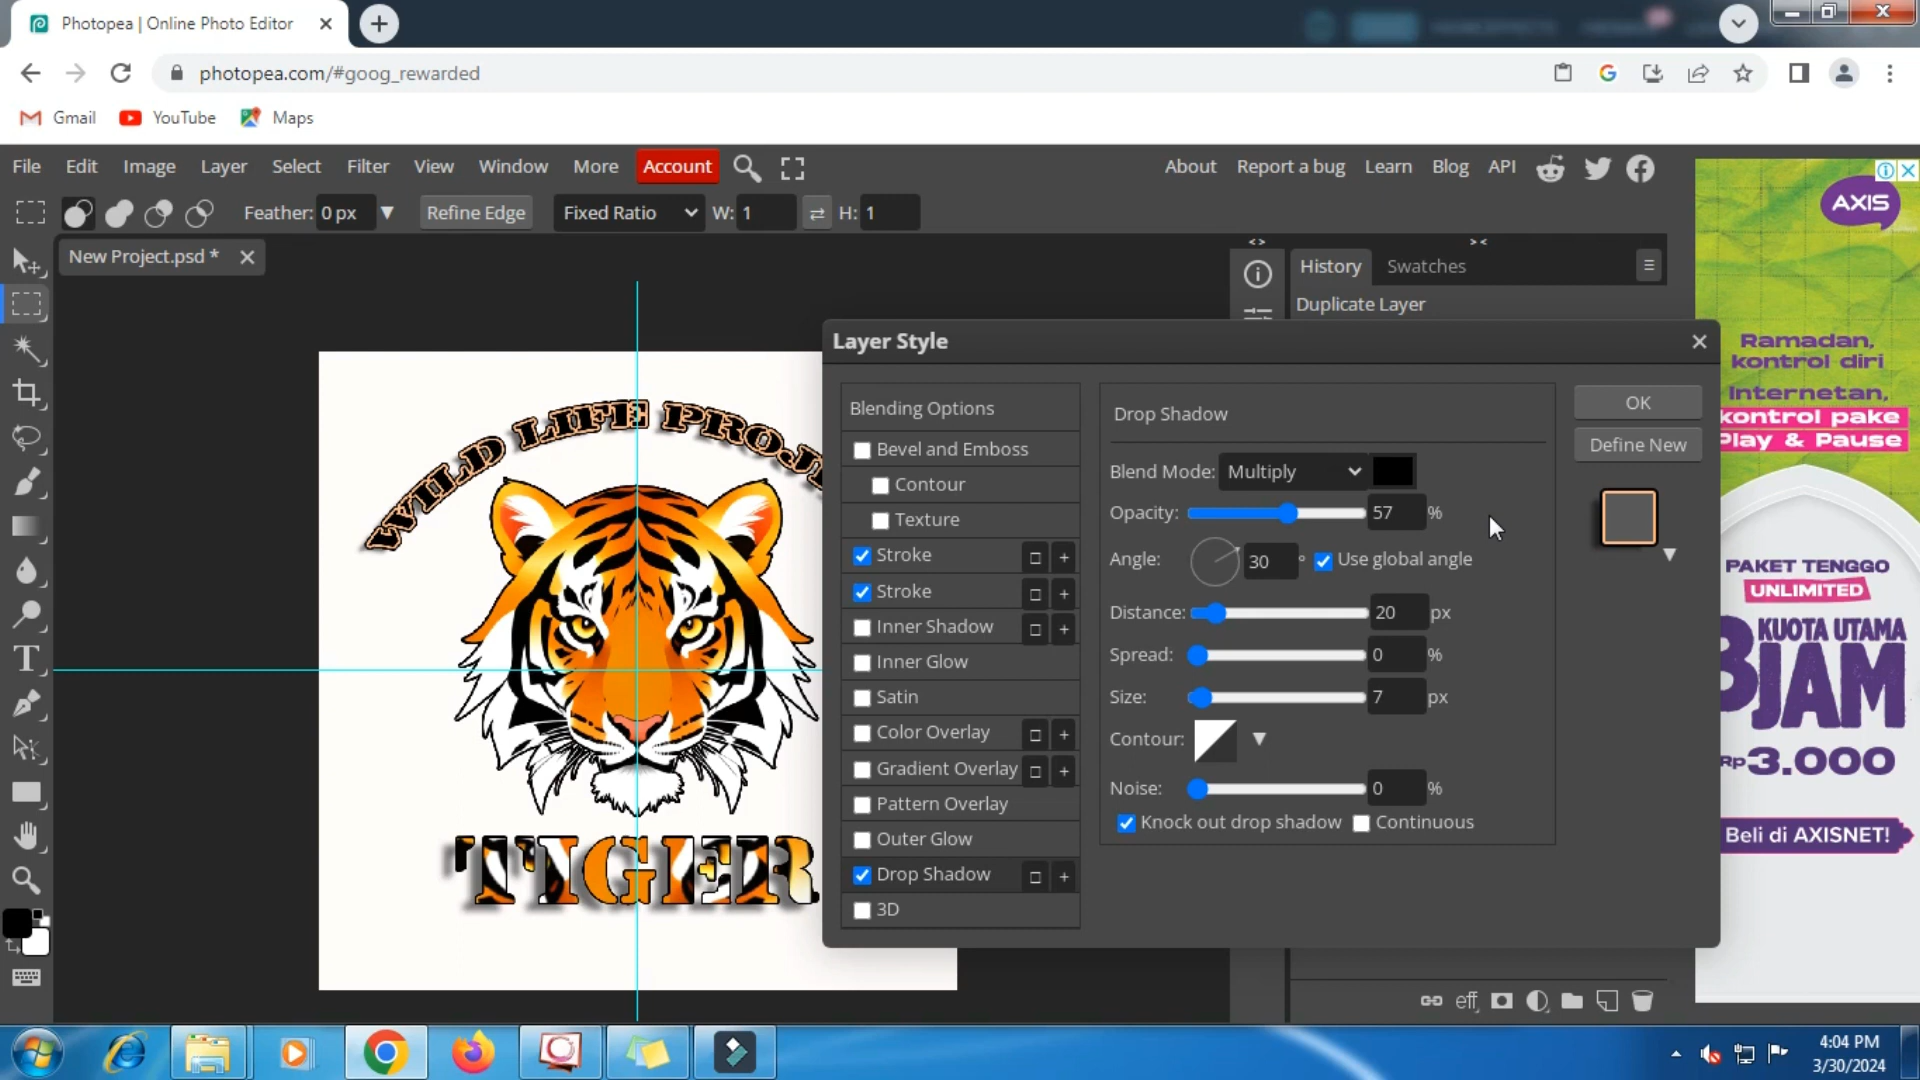 Photopea | Online Photo Editor
photopea.com/#goog_rewarded
Gmail YouTube Maps
File Edit Image Layer Select Filter View Window More Account
About Report a bug Learn Blog API
Feather: 0 px Refine Edge Fixed Ratio W: 1 H: 1
New Project.psd *
History Swatches
Duplicate Layer
WILD LIFE PROJ
TIGER
Layer Style
Blending Options
Bevel and Emboss
Contour
Texture
Stroke
Stroke
Inner Shadow
Inner Glow
Satin
Color Overlay
Gradient Overlay
Pattern Overlay
Outer Glow
Drop Shadow
3D
Drop Shadow
Blend Mode: Multiply
Opacity: 57 %
Angle: 30 ° Use global angle
Distance: 20 px
Spread: 0 %
Size: 7 px
Contour:
Noise: 0 %
Knock out drop shadow Continuous
OK
Define New
eff
AXIS
Ramadan,
kontrol diri
Internetan,
kontrol pake
Play & Pause
PAKET TENGGO
UNLIMITED
KUOTA UTAMA
3 JAM
Rp3.000
Beli di AXISNET!
4:04 PM
3/30/2024